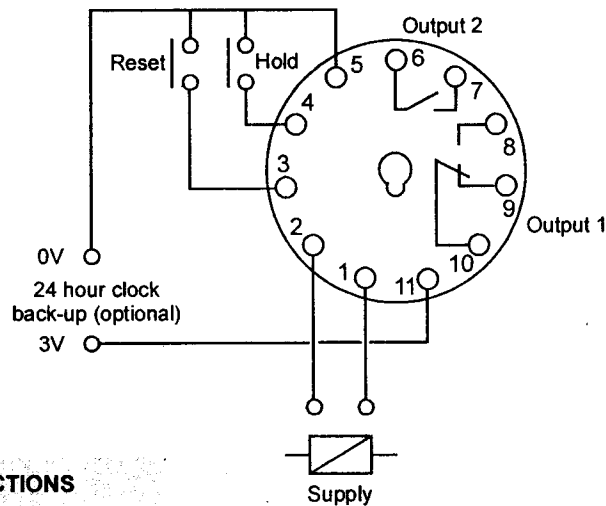 Output 2
Reset
Hold
5
6
7
4
8
3
9
2
Output 1
10
1
11
0V
24 hour clock
back-up (optional)
3V
CTIONS
Supply